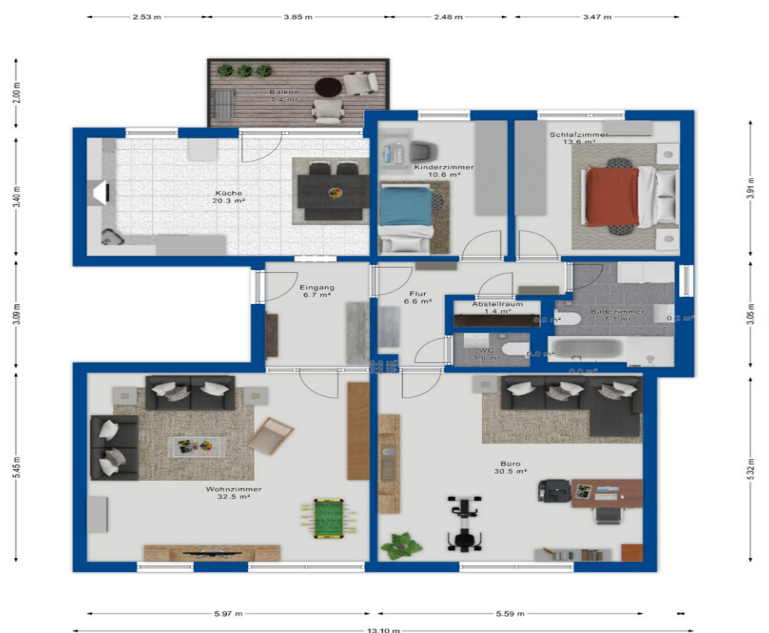 2.53 m
3.85 m
2.48 m
3.47 m
2.00 m
3.40 m
3.09 m
5.45 m
3.91 m
3.05 m
5.32 m
Balkon
Küche
20.3 m²
Kinderzimmer
10.6 m²
Schlafzimmer
13.6 m²
Eingang
6.7 m²
Flur
6.6 m²
Abstellraum
1.4 m²
Badezimmer
WC
Wohnzimmer
32.5 m²
Büro
30.5 m²
5.97 m
5.59 m
13.10 m